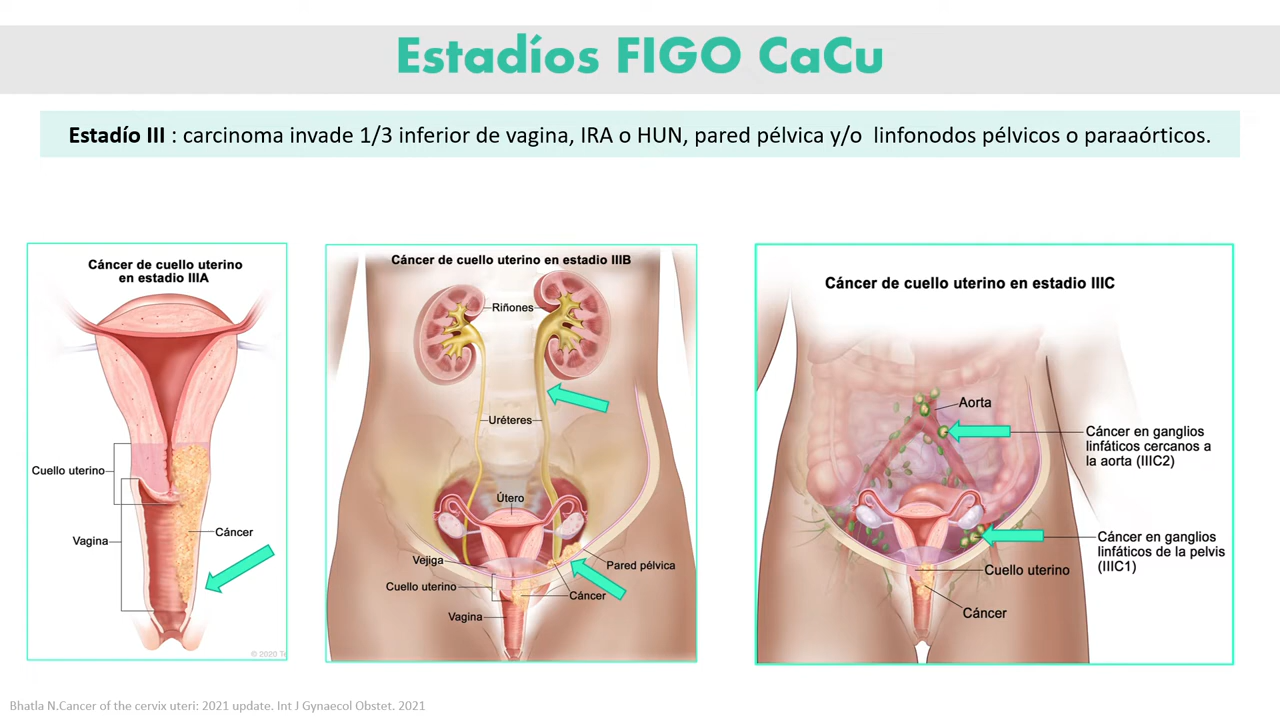 Estadíos FIGO CaCu
Estadío III : carcinoma invade 1/3 inferior de vagina, IRA o HUN, pared pélvica y/o linfonodos pélvicos o paraaórticos.
Cáncer de cuello uterino
en estadio IIIA
Cuello uterino
Vagina
Cáncer
© 2020
Cáncer de cuello uterino en estadio IIIB
Riñones
Uréteres
Útero
Vejiga
Pared pélvica
Cuello uterino
Cáncer
Vagina
Cáncer de cuello uterino en estadio IIIC
Aorta
Cáncer en ganglios
linfáticos cercanos a
la aorta (IIIC2)
Cáncer en ganglios
linfáticos de la pelvis
(IIIC1)
Cuello uterino
Cáncer
Bhatla N.Cancer of the cervix uteri: 2021 update. Int J Gynaecol Obstet. 2021